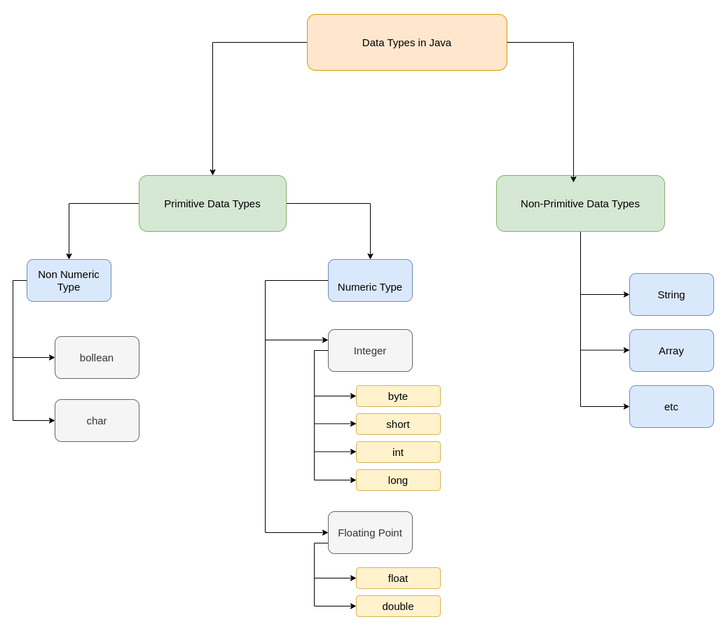 Data Types in Java
Primitive Data Types
Non-Primitive Data Types
Non Numeric
Type
Numeric Type
String
bollean
Integer
Array
char
byte
etc
short
int
long
Floating Point
float
double